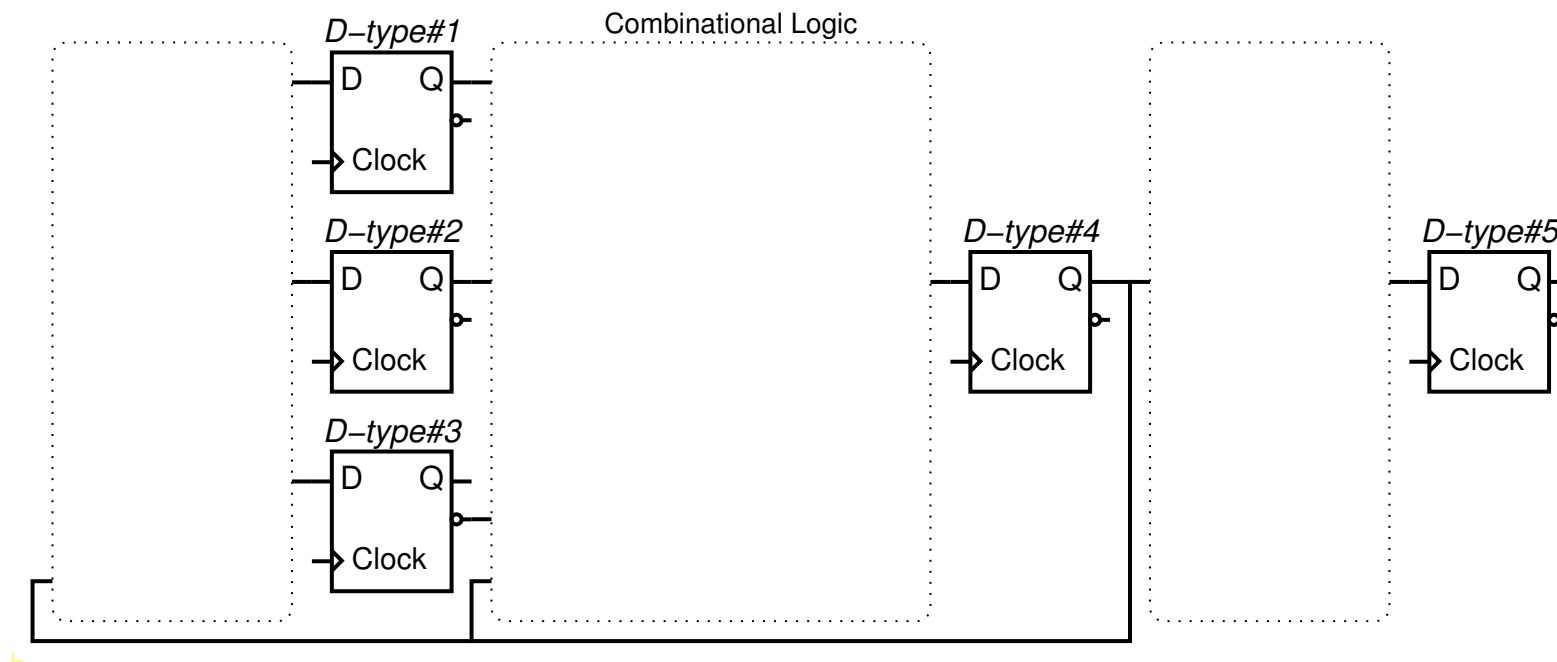 Combinational Logic
D−type#1
D Q
Clock
D−type#2
D Q
Clock
D−type#4
D Q
Clock
D−type#5
D Q
Clock
D−type#3
D Q
Clock